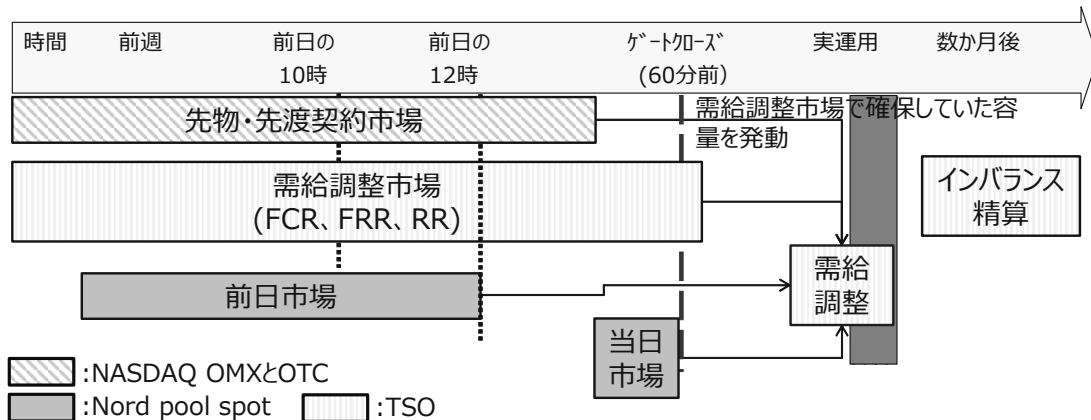 時間 前週 前日の 前日の ｹﾞｰﾄｸﾛｰｽﾞ 実運用 数か月後
10時 12時 (60分前)
先物・先渡契約市場
需給調整市場で確保していた容
量を発動
需給調整市場
(FCR、FRR、RR)
インバランス
精算
前日市場
需給
調整
当日
市場
:NASDAQ OMXとOTC
:Nord pool spot :TSO